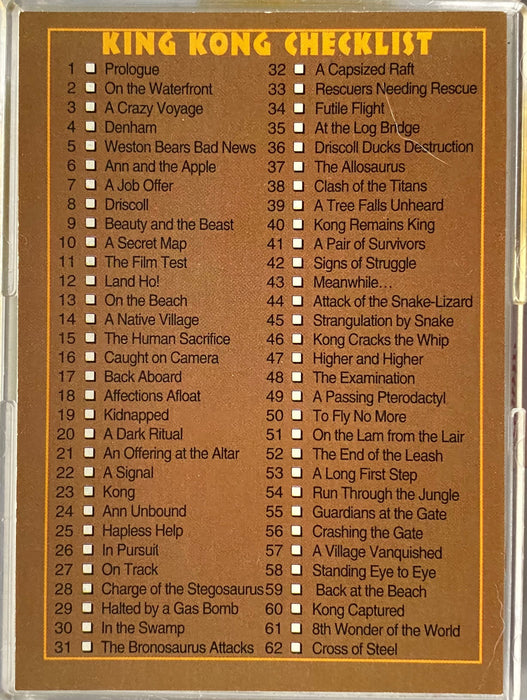 KING KONG CHECKLIST
1 Prologue
2 On the Waterfront
3 A Crazy Voyage
4 Denham
5 Weston Bears Bad News
6 Ann and the Apple
7 A Job Offer
8 Driscoll
9 Beauty and the Beast
10 A Secret Map
11 The Film Test
12 Land Ho!
13 On the Beach
14 A Native Village
15 The Human Sacrifice
16 Caught on Camera
17 Back Aboard
18 Affections Afloat
19 Kidnapped
20 A Dark Ritual
21 An Offering at the Altar
22 A Signal
23 Kong
24 Ann Unbound
25 Hapless Help
26 In Pursuit
27 On Track
28 Charge of the Stegosaurus
29 Halted by a Gas Bomb
30 In the Swamp
31 The Bronosaurus Attacks
32 A Capsized Raft
33 Rescuers Needing Rescue
34 Futile Flight
35 At the Log Bridge
36 Driscoll Ducks Destruction
37 The Allosaurus
38 Clash of the Titans
39 A Tree Falls Unheard
40 Kong Remains King
41 A Pair of Survivors
42 Signs of Struggle
43 Meanwhile...
44 Attack of the Snake-Lizard
45 Strangulation by Snake
46 Kong Cracks the Whip
47 Higher and Higher
48 The Examination
49 A Passing Pterodactyl
50 To Fly No More
51 On the Lam from the Lair
52 The End of the Leash
53 A Long First Step
54 Run Through the Jungle
55 Guardians at the Gate
56 Crashing the Gate
57 A Village Vanquished
58 Standing Eye to Eye
59 Back at the Beach
60 Kong Captured
61 8th Wonder of the World
62 Cross of Steel